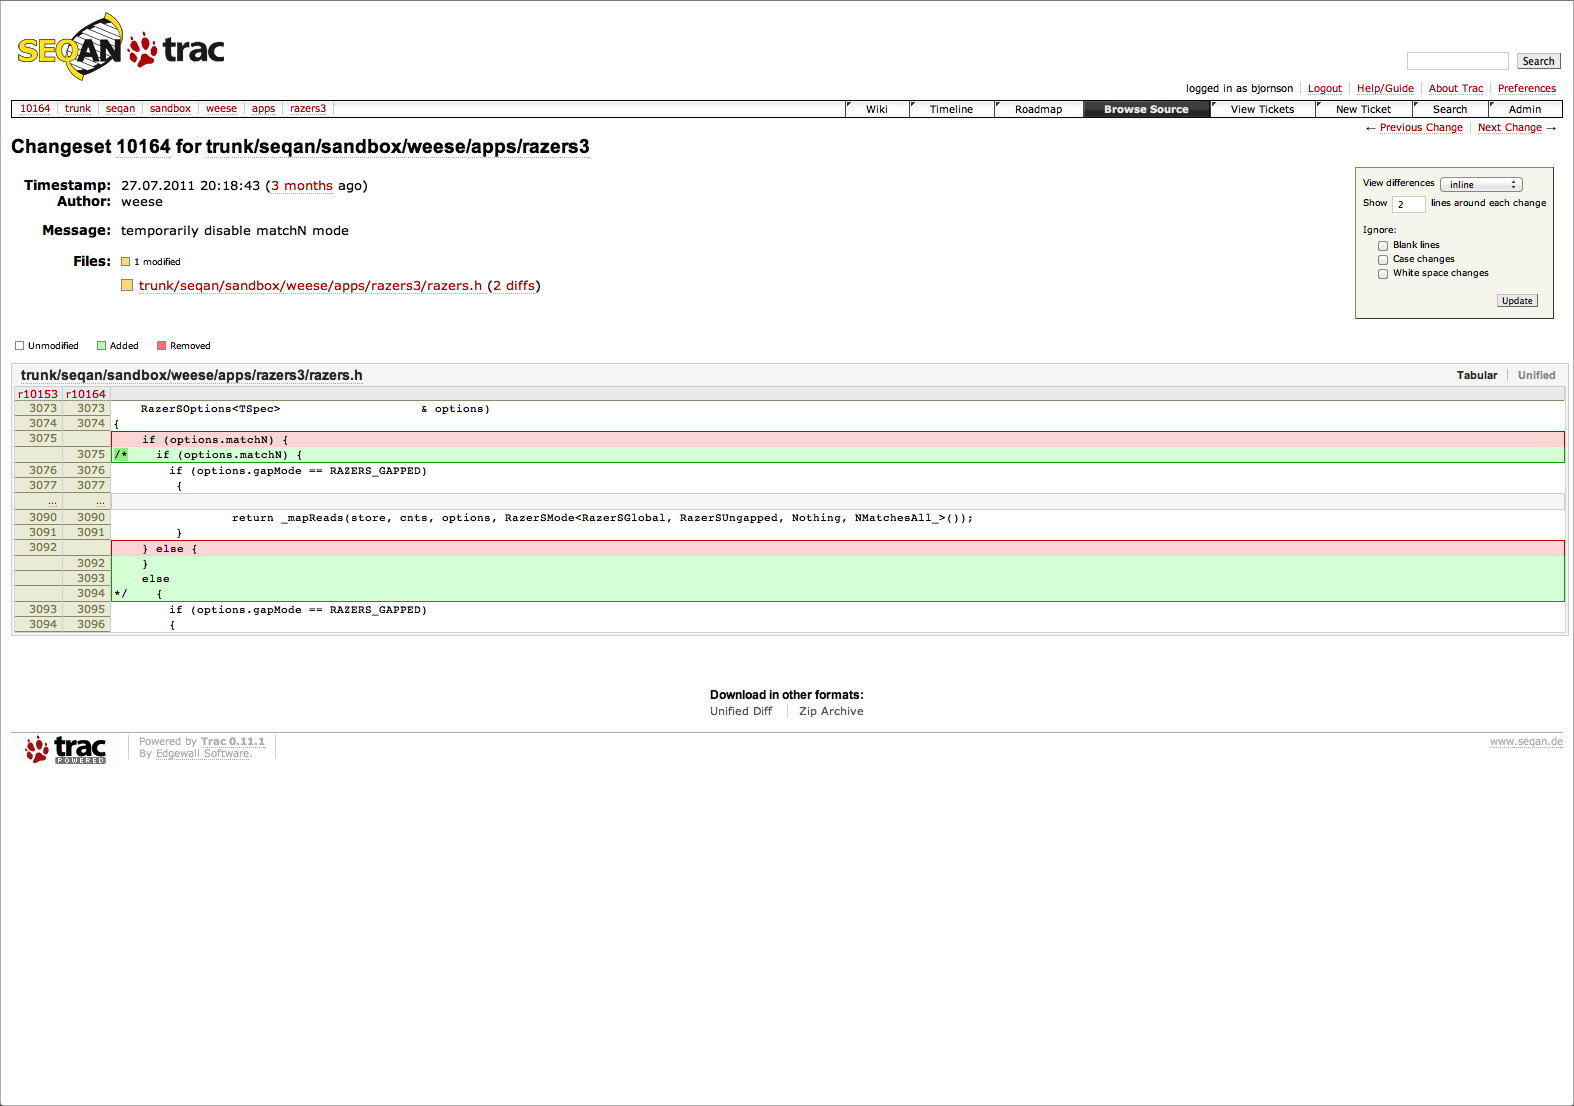 SEQAN trac
Search
logged in as bjornson Logout Help/Guide About Trac Preferences
10164 trunk seqan sandbox weese apps razers3
Wiki Timeline Roadmap Browse Source View Tickets New Ticket Search Admin
← Previous Change Next Change →
Changeset 10164 for trunk/seqan/sandbox/weese/apps/razers3
View differences inline
Show 2 lines around each change
Ignore:
Blank lines
Case changes
White space changes
Update
Timestamp: 27.07.2011 20:18:43 (3 months ago)
Author: weese
Message: temporarily disable matchN mode
Files: 1 modified
trunk/seqan/sandbox/weese/apps/razers3/razers.h (2 diffs)
Unmodified Added Removed
trunk/seqan/sandbox/weese/apps/razers3/razers.h
Tabular Unified
r10153 r10164
3073 3073 RazerSOptions<TSpec> & options)
3074 3074 {
3075 if (options.matchN) {
3075 /* if (options.matchN) {
3076 3076 if (options.gapMode == RAZERS_GAPPED)
3077 3077 {
... ...
3090 3090 return _mapReads(store, cnts, options, RazerSMode<RazerSGlobal, RazerSUngapped, Nothing, NMatchesAll_>());
3091 3091 }
3092 } else {
3092 }
3093 else
3094 */ {
3093 3095 if (options.gapMode == RAZERS_GAPPED)
3094 3096 {
Download in other formats:
Unified Diff Zip Archive
trac POWERED
Powered by Trac 0.11.1
By Edgewall Software.
www.seqan.de